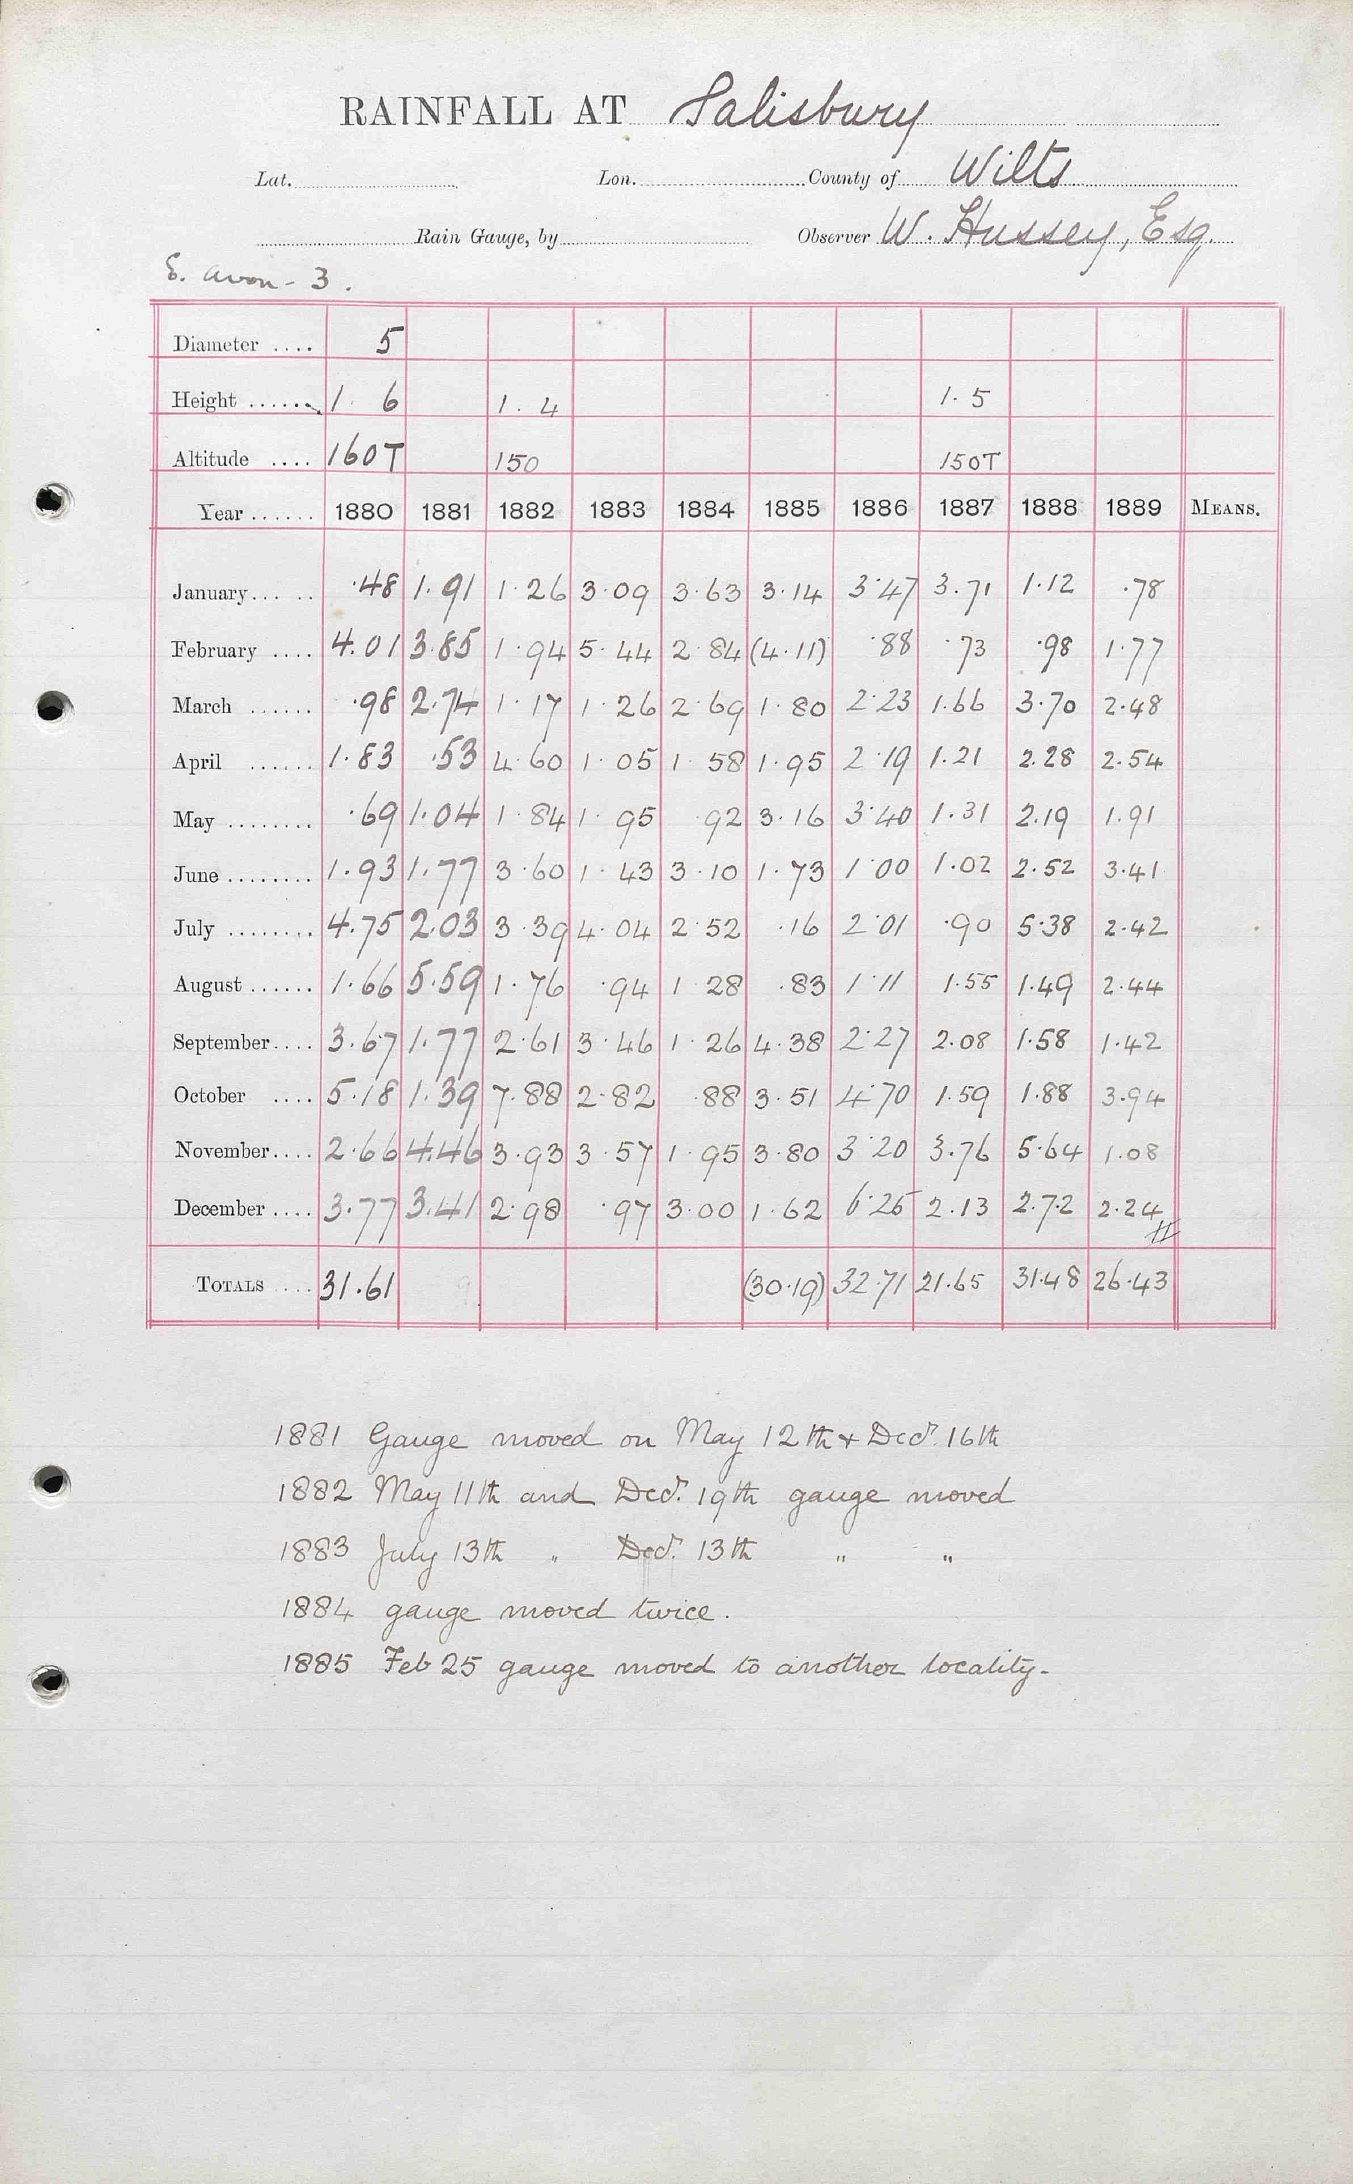 RAINFALL AT Salisbury
Lat. Lon. County of Wilts
Rain Gauge, by Observer W. Hussey, Esq.
E. Avon - 3.
Diameter .... 5
Height ...... 1. 6 1. 4 1. 5
Altitude .... 160T 150 150T
Year ...... 1880 1881 1882 1883 1884 1885 1886 1887 1888 1889 MEANS.
January... .. .48 1.91 1.26 3.09 3.63 3.14 3.47 3.71 1.12 .78
February .... 4.01 3.85 1.94 5.44 2.84 (4.11) .88 .73 .98 1.77
March ...... .98 2.74 1.17 1.26 2.69 1.80 2.23 1.66 3.70 2.48
April ...... 1.83 .53 4.60 1.05 1.58 1.95 2.19 1.21 2.28 2.54
May ........ .69 1.04 1.84 1.95 .92 3.16 3.40 1.31 2.19 1.91
June ........ 1.93 1.77 3.60 1.43 3.10 1.73 1.00 1.02 2.52 3.41
July ........ 4.75 2.03 3.39 4.04 2.52 .16 2.01 .90 5.38 2.42
August ...... 1.66 5.59 1.76 .94 1.28 .83 1.11 1.55 1.49 2.44
September.... 3.67 1.77 2.61 3.46 1.26 4.38 2.27 2.08 1.58 1.42
October .... 5.18 1.39 7.88 2.82 .88 3.51 4.70 1.59 1.88 3.94
November.... 2.66 4.46 3.93 3.57 1.95 3.80 3.20 3.76 5.64 1.08
December .... 3.77 3.41 2.98 .97 3.00 1.62 6.25 2.13 2.72 2.24
TOTALS .... 31.61 (30.19) 32.71 21.65 31.48 26.43
1881 Gauge moved on May 12th + Decr. 16th
1882 May 11th and Decr. 19th gauge moved
1883 July 13th " Decr. 13th " "
1884 gauge moved twice.
1885 Feb 25 gauge moved to another locality.